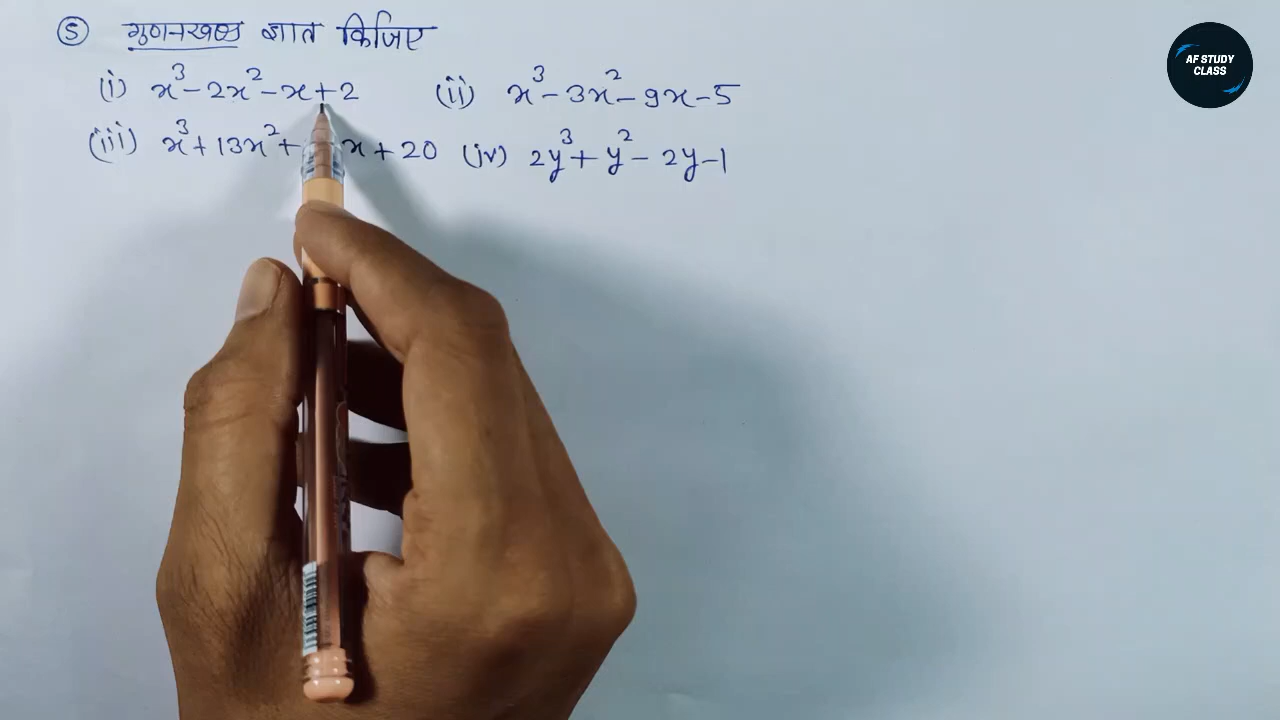 ⑤ गुणनखण्ड ज्ञात किजिए
(i) x³ - 2x² - x + 2 (ii) x³ - 3x² - 9x - 5
(iii) x³ + 13x² + x + 20 (iv) 2y³ + y² - 2y - 1
AF STUDY
CLASS